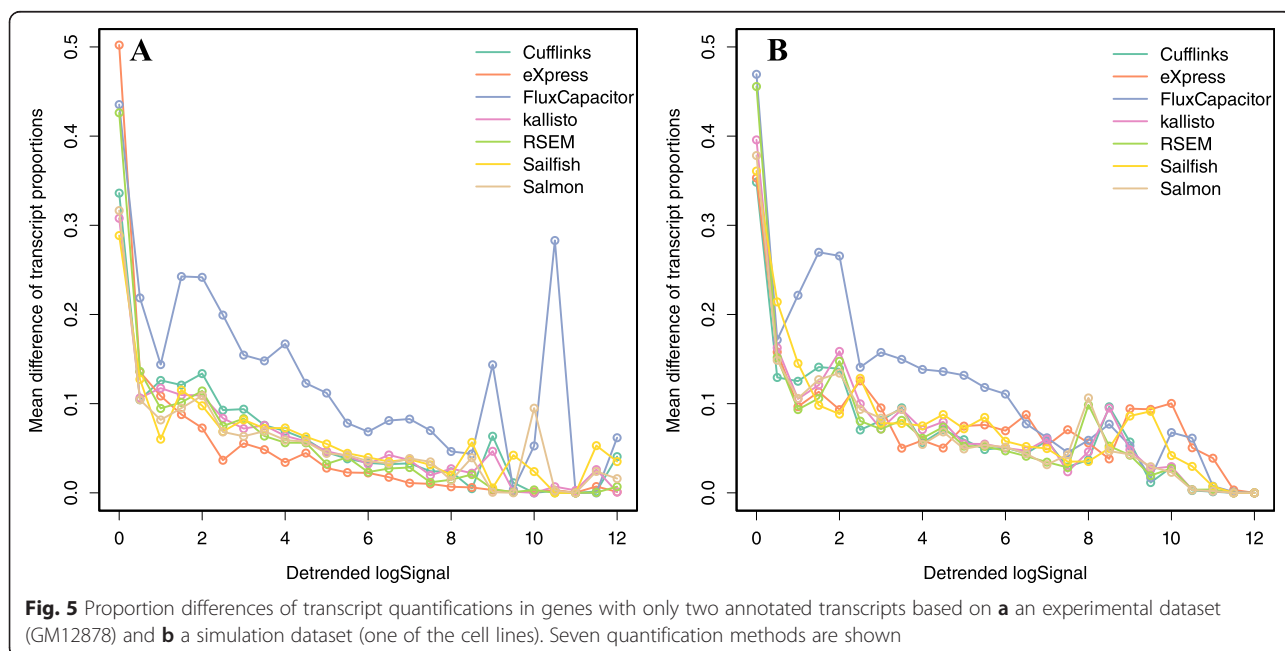 A
Mean difference of transcript proportions
0.5
0.4
0.3
0.2
0.1
0.0
Cufflinks
eXpress
FluxCapacitor
kallisto
RSEM
Sailfish
Salmon
0 2 4 6 8 10 12
Detrended logSignal
B
Mean difference of transcript proportions
0.5
0.4
0.3
0.2
0.1
0.0
Cufflinks
eXpress
FluxCapacitor
kallisto
RSEM
Sailfish
Salmon
0 2 4 6 8 10 12
Detrended logSignal
Fig. 5 Proportion differences of transcript quantifications in genes with only two annotated transcripts based on a an experimental dataset
(GM12878) and b a simulation dataset (one of the cell lines). Seven quantification methods are shown